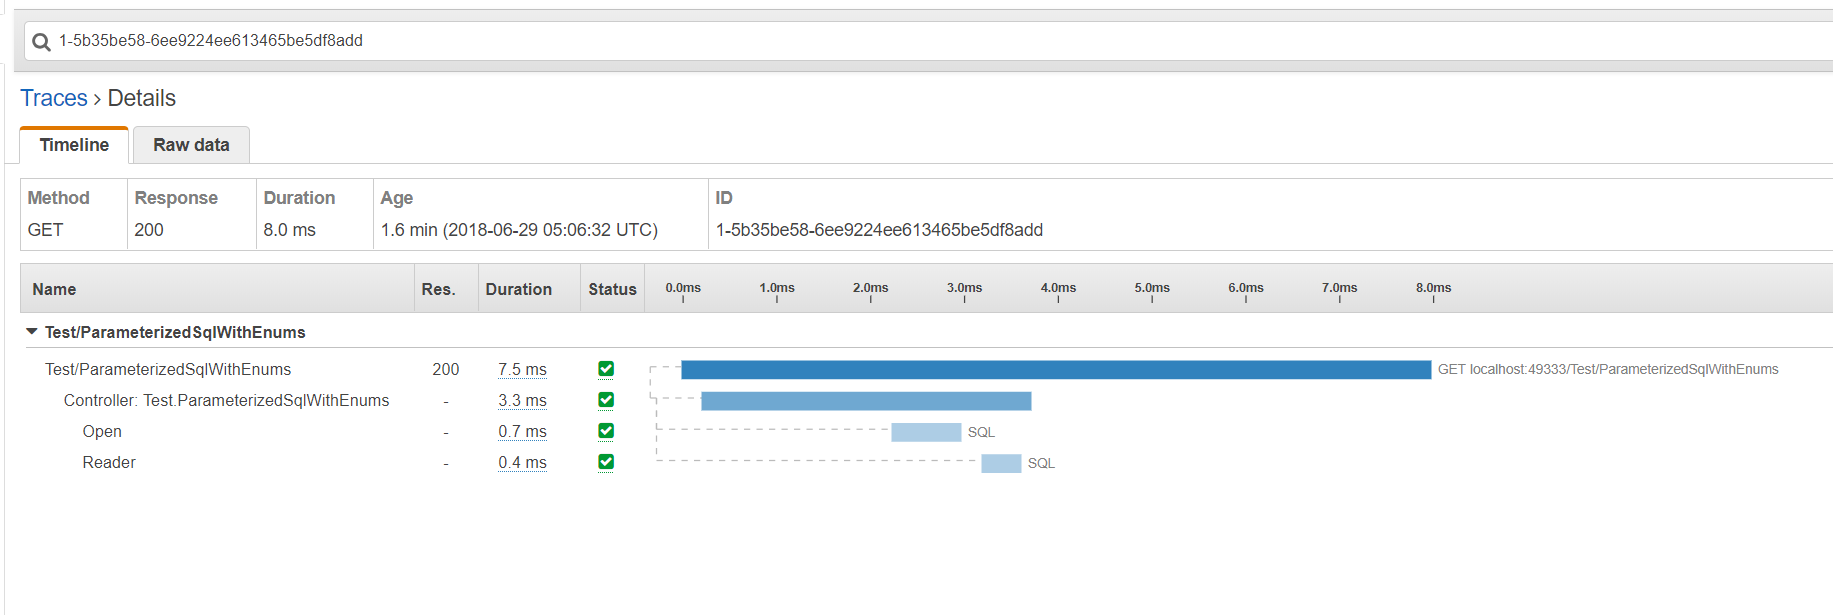 1-5b35be58-6ee9224ee613465be5df8add
Traces › Details
Timeline Raw data
Method Response Duration Age ID
GET 200 8.0 ms 1.6 min (2018-06-29 05:06:32 UTC) 1-5b35be58-6ee9224ee613465be5df8add
Name Res. Duration Status 0.0ms 1.0ms 2.0ms 3.0ms 4.0ms 5.0ms 6.0ms 7.0ms 8.0ms
Test/ParameterizedSqlWithEnums
Test/ParameterizedSqlWithEnums 200 7.5 ms GET localhost:49333/Test/ParameterizedSqlWithEnums
Controller: Test.ParameterizedSqlWithEnums - 3.3 ms
Open - 0.7 ms SQL
Reader - 0.4 ms SQL